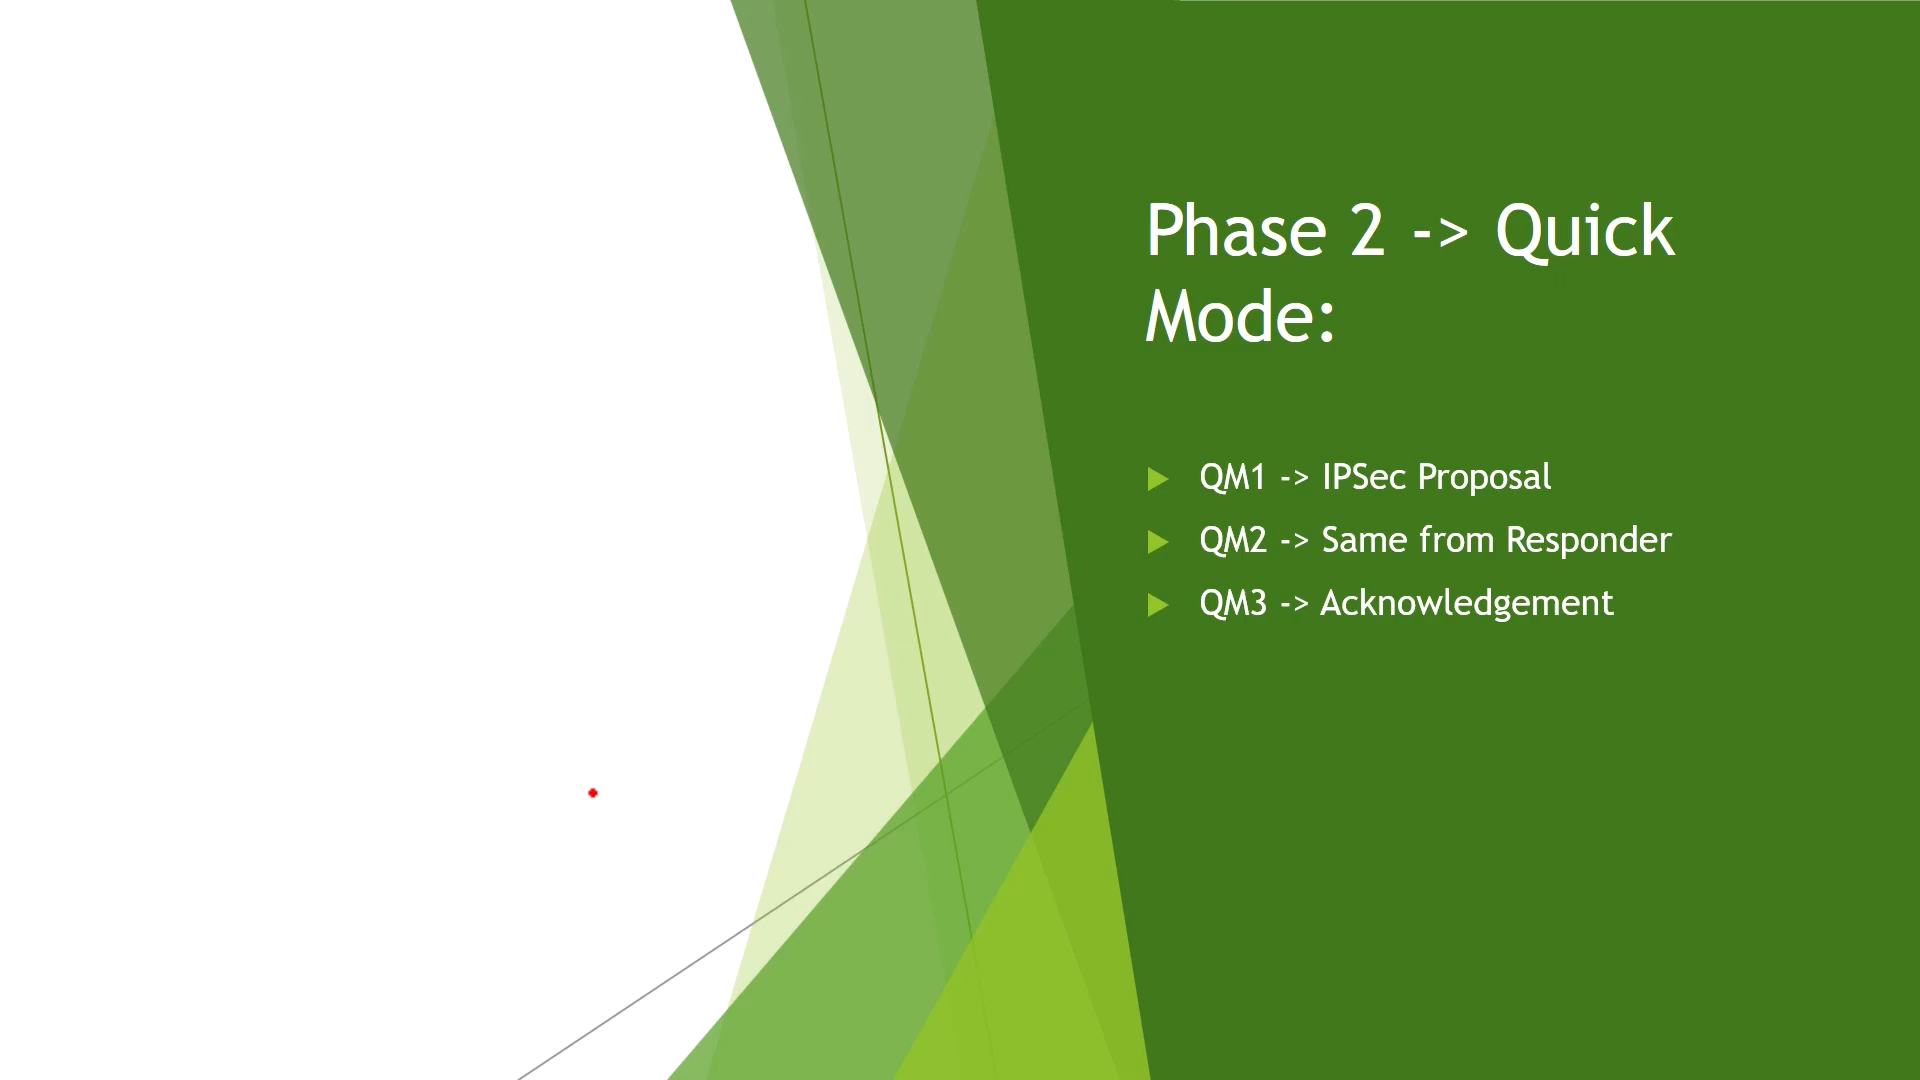 Phase 2 -> Quick
Mode:
QM1 -> IPSec Proposal
QM2 -> Same from Responder
QM3 -> Acknowledgement